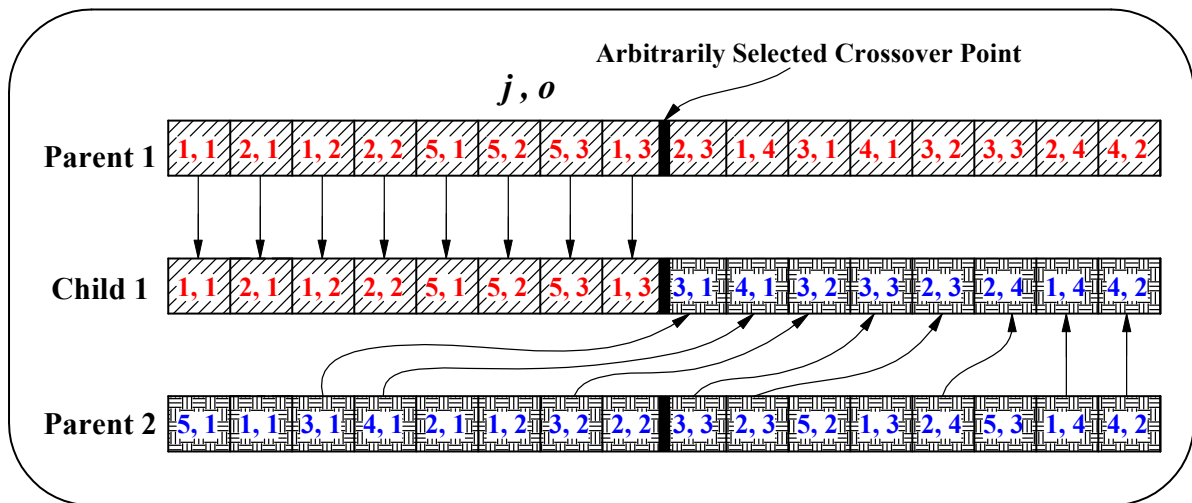 Arbitrarily Selected Crossover Point
j , o
Parent 1 1, 1 2, 1 1, 2 2, 2 5, 1 5, 2 5, 3 1, 3 2, 3 1, 4 3, 1 4, 1 3, 2 3, 3 2, 4 4, 2
Child 1 1, 1 2, 1 1, 2 2, 2 5, 1 5, 2 5, 3 1, 3 3, 1 4, 1 3, 2 3, 3 2, 3 2, 4 1, 4 4, 2
Parent 2 5, 1 1, 1 3, 1 4, 1 2, 1 1, 2 3, 2 2, 2 3, 3 2, 3 5, 2 1, 3 2, 4 5, 3 1, 4 4, 2